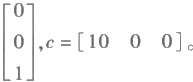 [0
0
1], c = [10 0 0]。